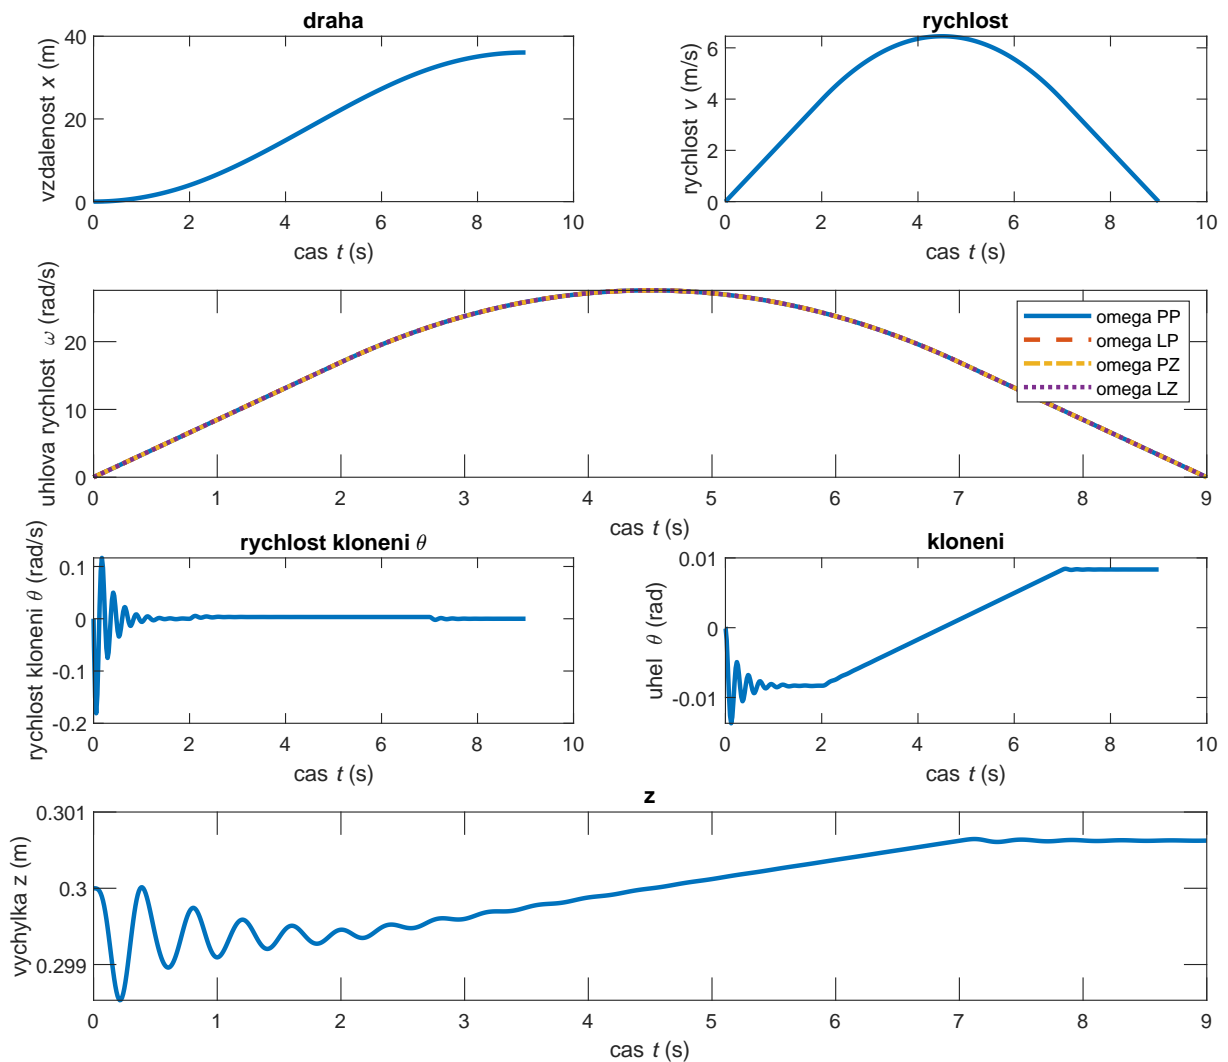 draha
vzdalenost x (m)
40
20
0
0 2 4 6 8 10
cas t (s)
rychlost
rychlost v (m/s)
6
4
2
0
0 2 4 6 8 10
cas t (s)
uhlova rychlost ω (rad/s)
20
10
0
0 1 2 3 4 5 6 7 8 9
cas t (s)
omega PP
omega LP
omega PZ
omega LZ
rychlost kloneni θ
rychlost kloneni θ (rad/s)
0.1
0
-0.1
-0.2
0 2 4 6 8 10
cas t (s)
kloneni
uhel θ (rad)
0.01
0
-0.01
0 2 4 6 8 10
cas t (s)
z
vychylka z (m)
0.301
0.3
0.299
0 1 2 3 4 5 6 7 8 9
cas t (s)